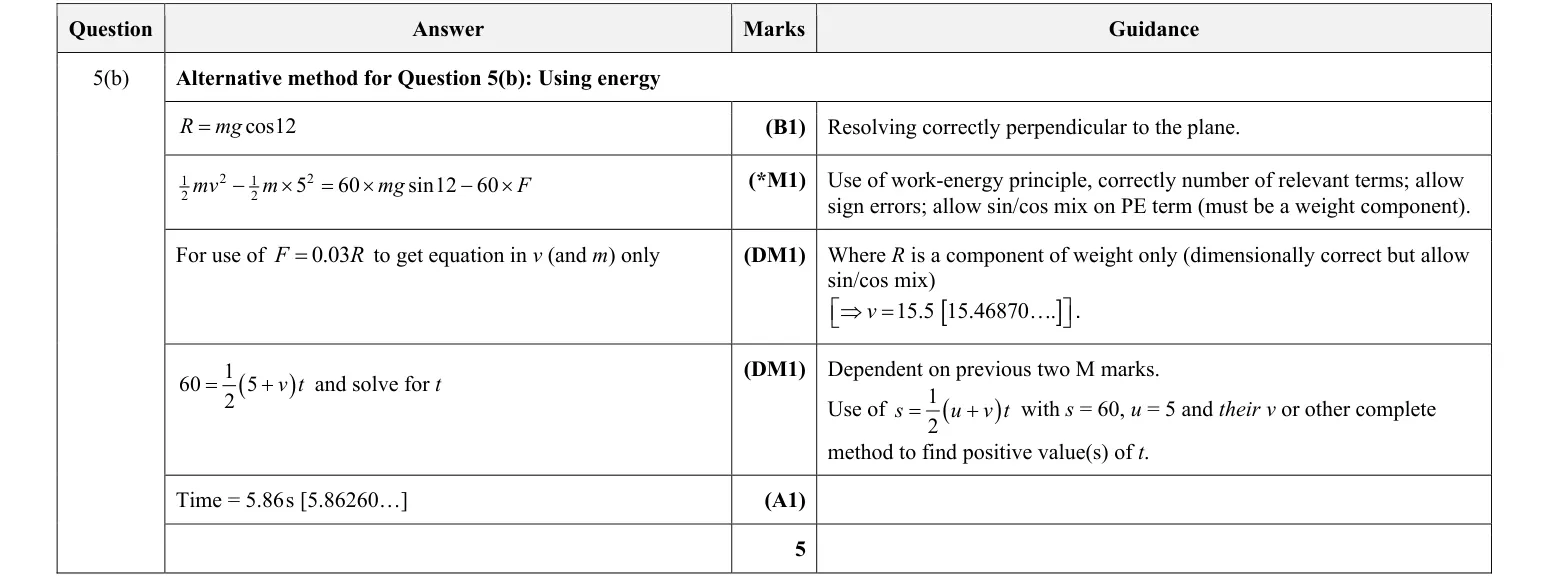 Question Answer Marks Guidance
5(b) Alternative method for Question 5(b): Using energy
R = mg cos12 (B1) Resolving correctly perpendicular to the plane.
½mv² − ½m × 5² = 60 × mg sin12 − 60 × F (*M1) Use of work-energy principle, correctly number of relevant terms; allow
sign errors; allow sin/cos mix on PE term (must be a weight component).
For use of F = 0.03R to get equation in v (and m) only (DM1) Where R is a component of weight only (dimensionally correct but allow
sin/cos mix)
[⇒ v = 15.5 [15.46870….]].
60 = 1/2 (5 + v)t and solve for t (DM1) Dependent on previous two M marks.
Use of s = 1/2 (u + v)t with s = 60, u = 5 and their v or other complete
method to find positive value(s) of t.
Time = 5.86s [5.86260…] (A1)
5